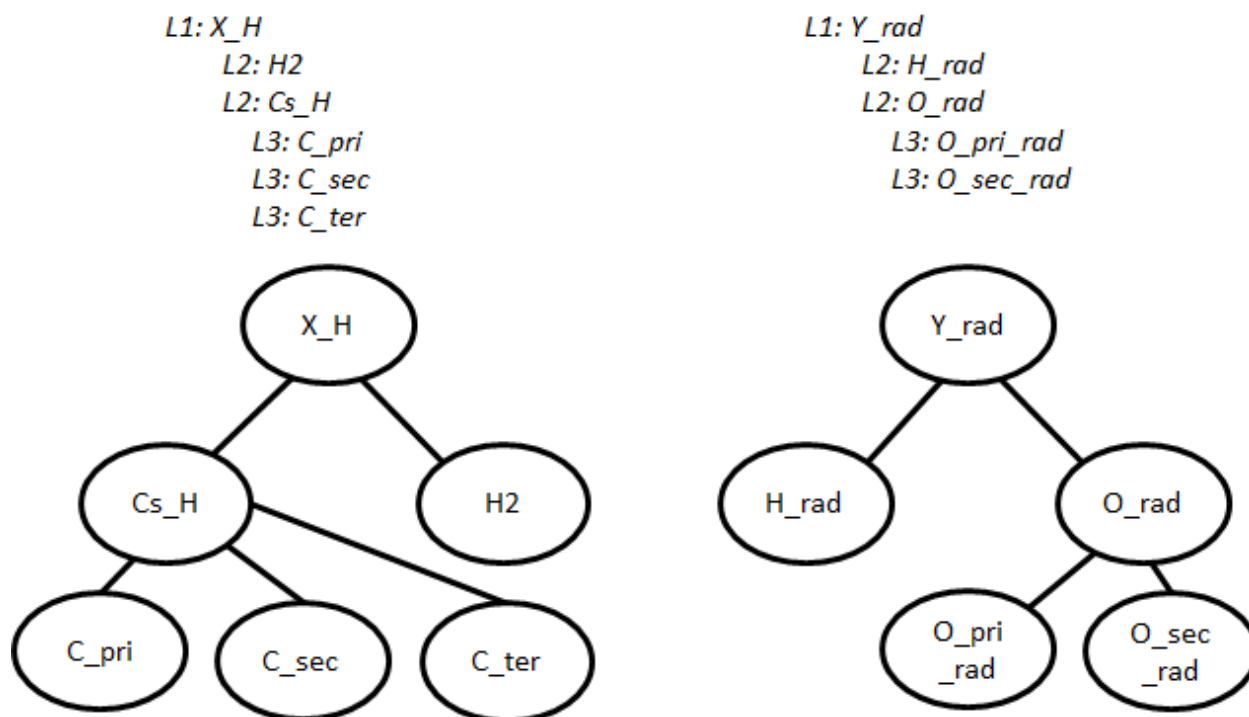 L1: X_H
L2: H2
L2: Cs_H
L3: C_pri
L3: C_sec
L3: C_ter
L1: Y_rad
L2: H_rad
L2: O_rad
L3: O_pri_rad
L3: O_sec_rad
X_H
Cs_H
H2
C_pri
C_sec
C_ter
Y_rad
H_rad
O_rad
O_pri
_rad
O_sec
_rad